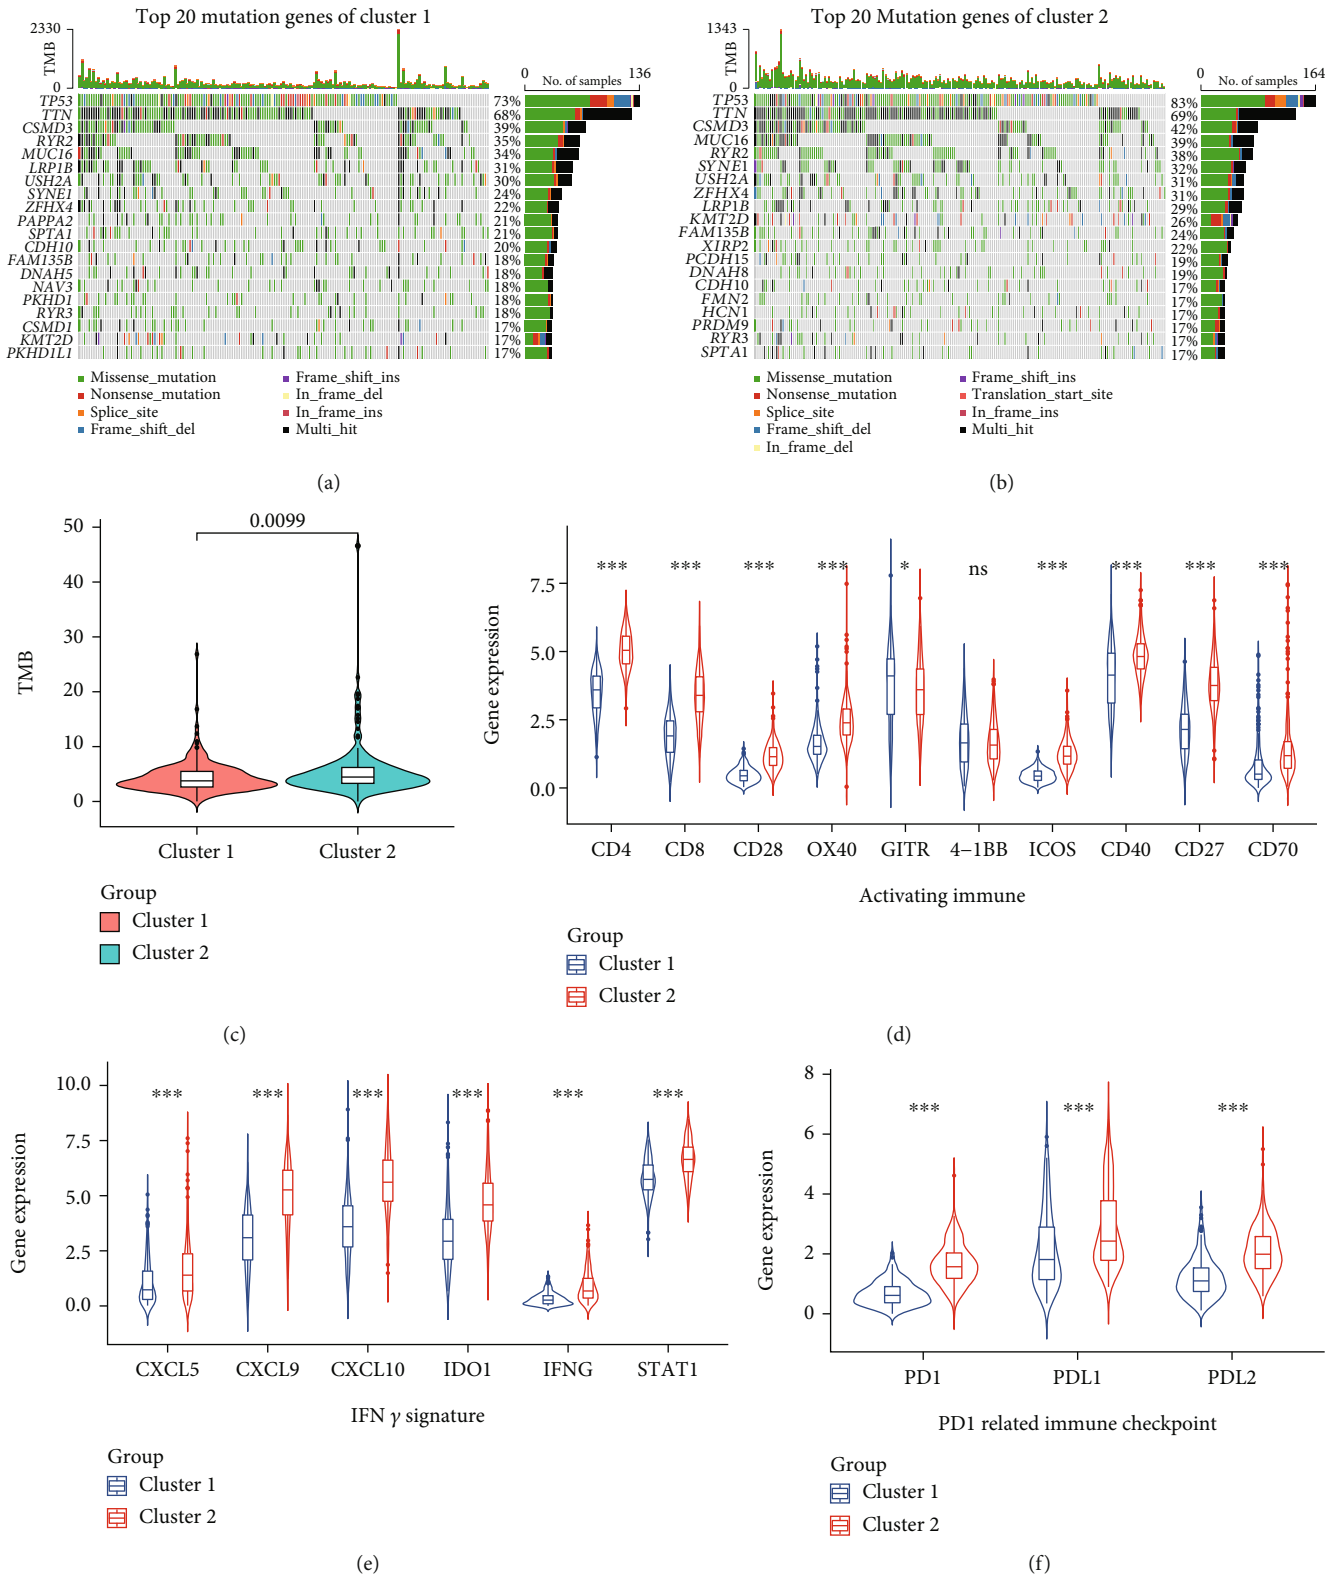 Top 20 mutation genes of cluster 1
2330
TMB
0
0
No. of samples
136
TP53 73%
TTN 68%
CSMD3 39%
RYR2 35%
MUC16 34%
LRP1B 31%
USH2A 30%
SYNE1 24%
ZFHX4 22%
PAPPA2 21%
SPTA1 21%
CDH10 20%
FAM135B 18%
DNAH5 18%
NAV3 18%
PKHD1 18%
RYR3 18%
CSMD1 17%
KMT2D 17%
PKHD1L1 17%
Missense_mutation
Nonsense_mutation
Splice_site
Frame_shift_del
Frame_shift_ins
In_frame_del
In_frame_ins
Multi_hit
(a)
Top 20 Mutation genes of cluster 2
1343
TMB
0
0
No. of samples
164
TP53 83%
TTN 69%
CSMD3 42%
MUC16 39%
RYR2 38%
SYNE1 32%
USH2A 31%
ZFHX4 31%
LRP1B 29%
KMT2D 26%
FAM135B 24%
XIRP2 22%
PCDH15 19%
DNAH8 19%
CDH10 17%
FMN2 17%
HCN1 17%
PRDM9 17%
RYR3 17%
SPTA1 17%
Missense_mutation
Nonsense_mutation
Splice_site
Frame_shift_del
In_frame_del
Frame_shift_ins
Translation_start_site
In_frame_ins
Multi_hit
(b)
0.0099
50
40
30
20
10
0
TMB
Cluster 1 Cluster 2
Group
Cluster 1
Cluster 2
(c)
*** *** *** *** * ns *** *** *** ***
7.5
5.0
2.5
0.0
Gene expression
CD4 CD8 CD28 OX40 GITR 4−1BB ICOS CD40 CD27 CD70
Activating immune
Group
Cluster 1
Cluster 2
(d)
*** *** *** *** *** ***
10.0
7.5
5.0
2.5
0.0
Gene expression
CXCL5 CXCL9 CXCL10 IDO1 IFNG STAT1
IFN γ signature
Group
Cluster 1
Cluster 2
(e)
*** *** ***
8
6
4
2
0
Gene expression
PD1 PDL1 PDL2
PD1 related immune checkpoint
Group
Cluster 1
Cluster 2
(f)